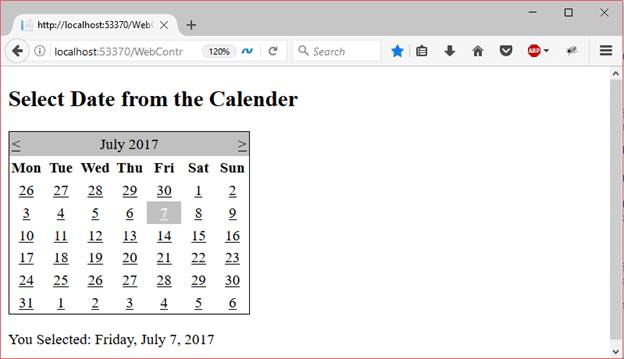 http://localhost:53370/WebC
localhost:53370/WebContr 120% Search ABP
Select Date from the Calender
< July 2017 >
Mon Tue Wed Thu Fri Sat Sun
26 27 28 29 30 1 2
3 4 5 6 7 8 9
10 11 12 13 14 15 16
17 18 19 20 21 22 23
24 25 26 27 28 29 30
31 1 2 3 4 5 6
You Selected: Friday, July 7, 2017